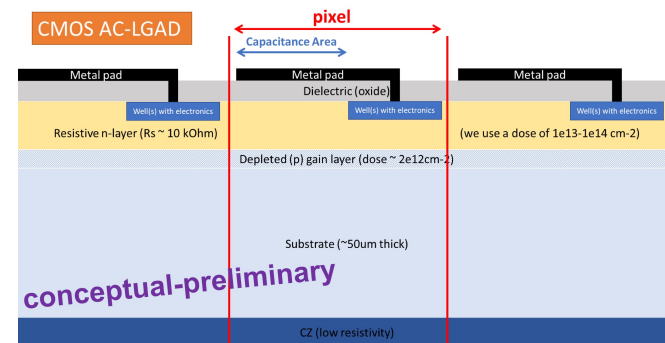 CMOS AC-LGAD
pixel
Capacitance Area
Metal pad Metal pad Metal pad
Dielectric (oxide)
Well(s) with electronics Well(s) with electronics Well(s) with electronics
Resistive n-layer (Rs ~ 10 kOhm) (we use a dose of 1e13-1e14 cm-2)
Depleted (p) gain layer (dose ~ 2e12cm-2)
Substrate (~50um thick)
conceptual-preliminary
CZ (low resistivity)